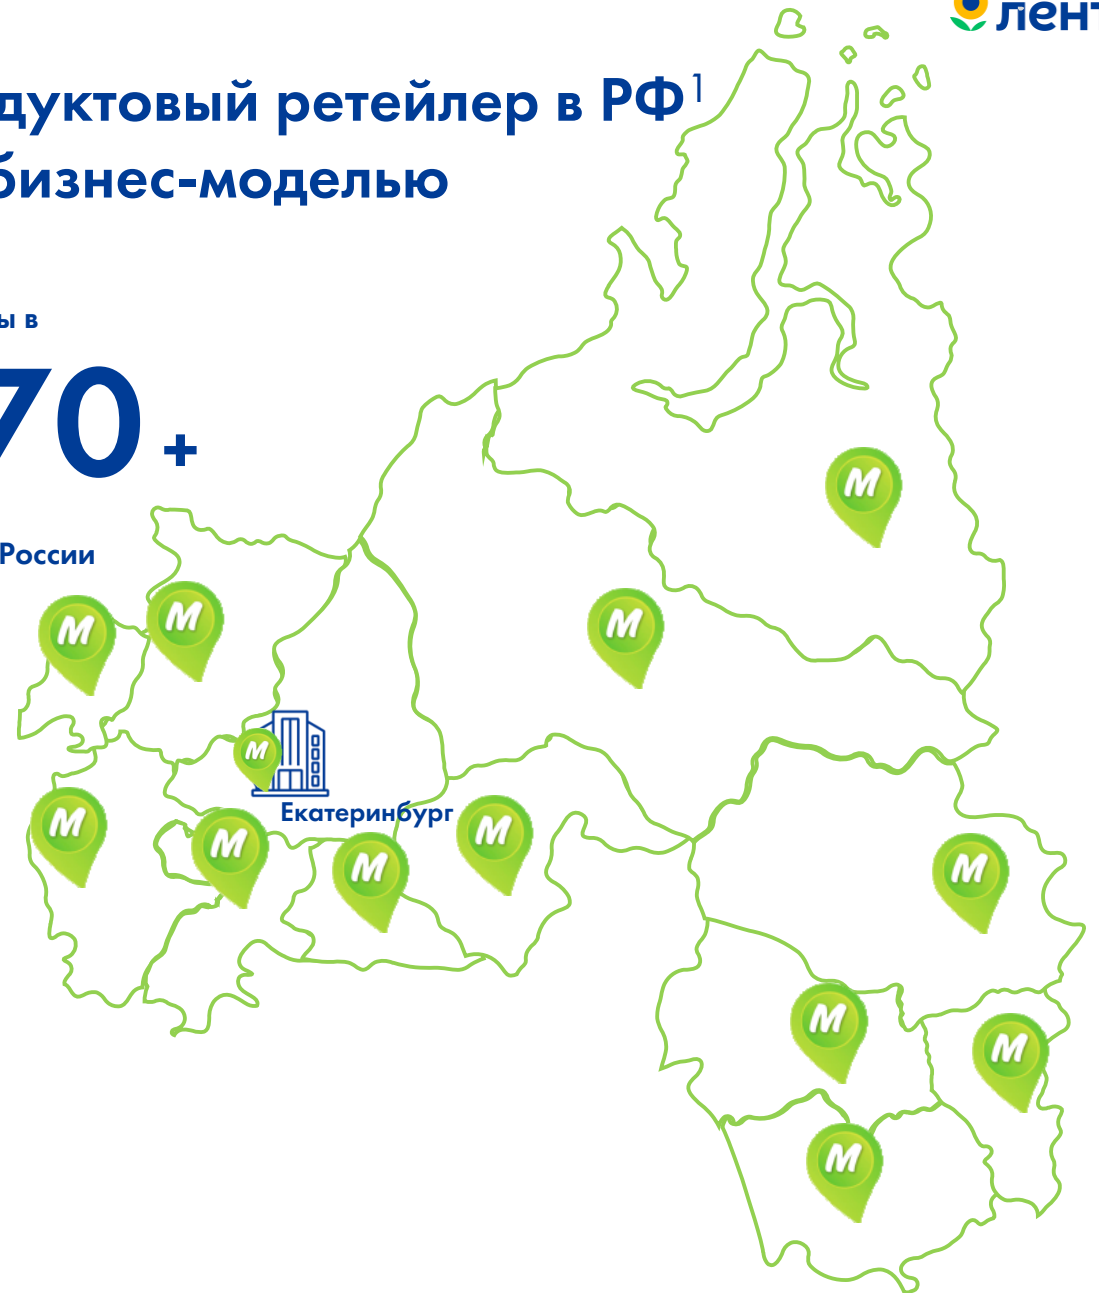 лент
дуктовый ретейлер в РФ1
бизнес-моделью
ы в
70 +
России
М
М
М
М
М
М
Екатеринбург
М
М
М
М
М
М
М